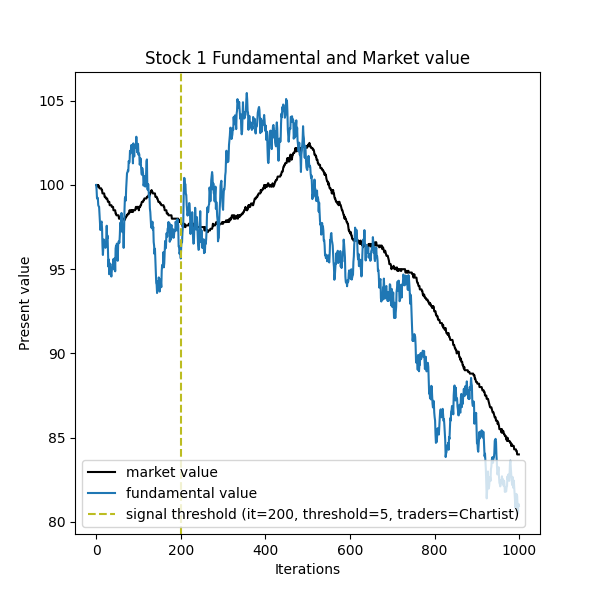 Stock 1 Fundamental and Market value
105
100
95
90
85
80
Present value
market value
fundamental value
signal threshold (it=200, threshold=5, traders=Chartist)
0 200 400 600 800 1000
Iterations